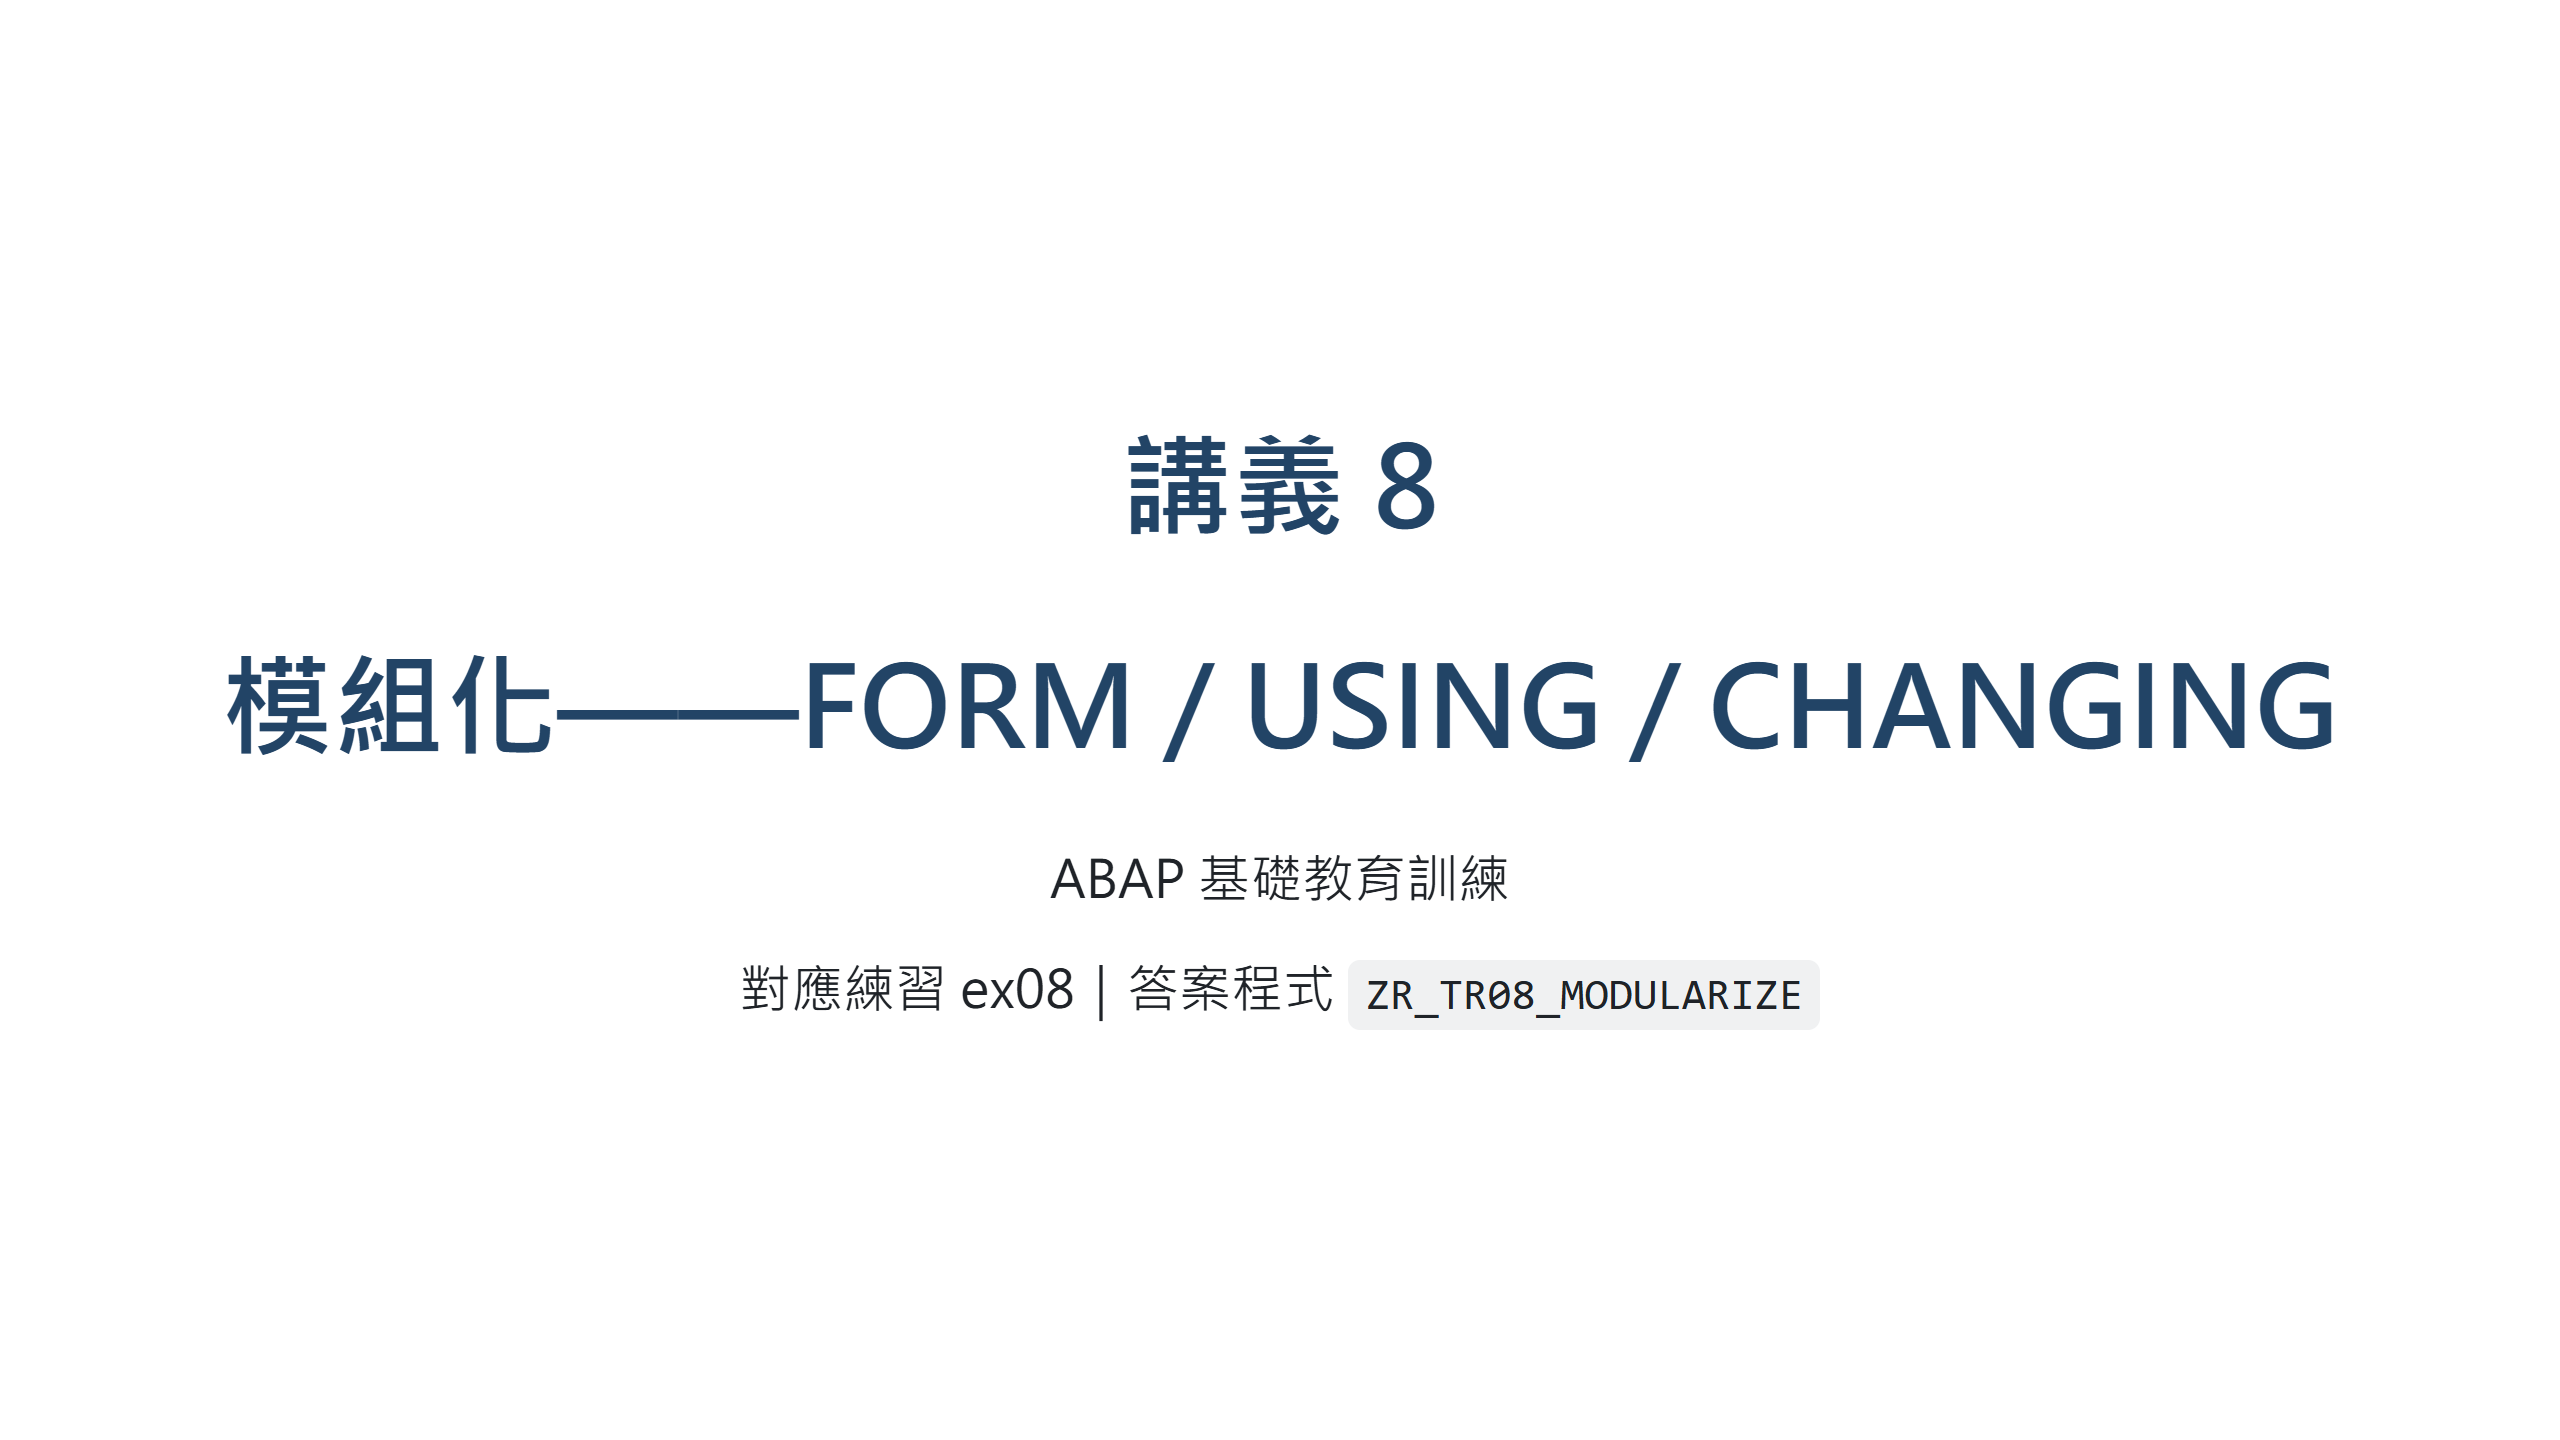 講義 8
模組化——FORM / USING / CHANGING
ABAP 基礎教育訓練
對應練習 ex08｜答案程式 ZR_TR08_MODULARIZE